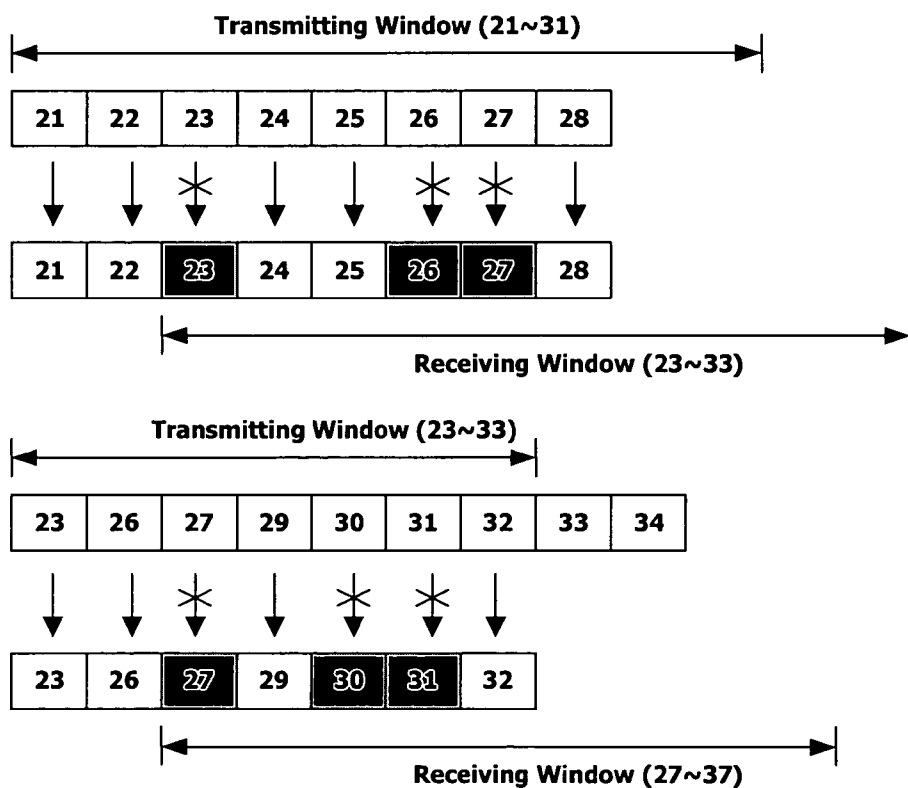 Transmitting Window (21~31)
21 22 23 24 25 26 27 28
21 22 23 24 25 26 27 28
Receiving Window (23~33)
Transmitting Window (23~33)
23 26 27 29 30 31 32 33 34
23 26 27 29 30 31 32
Receiving Window (27~37)